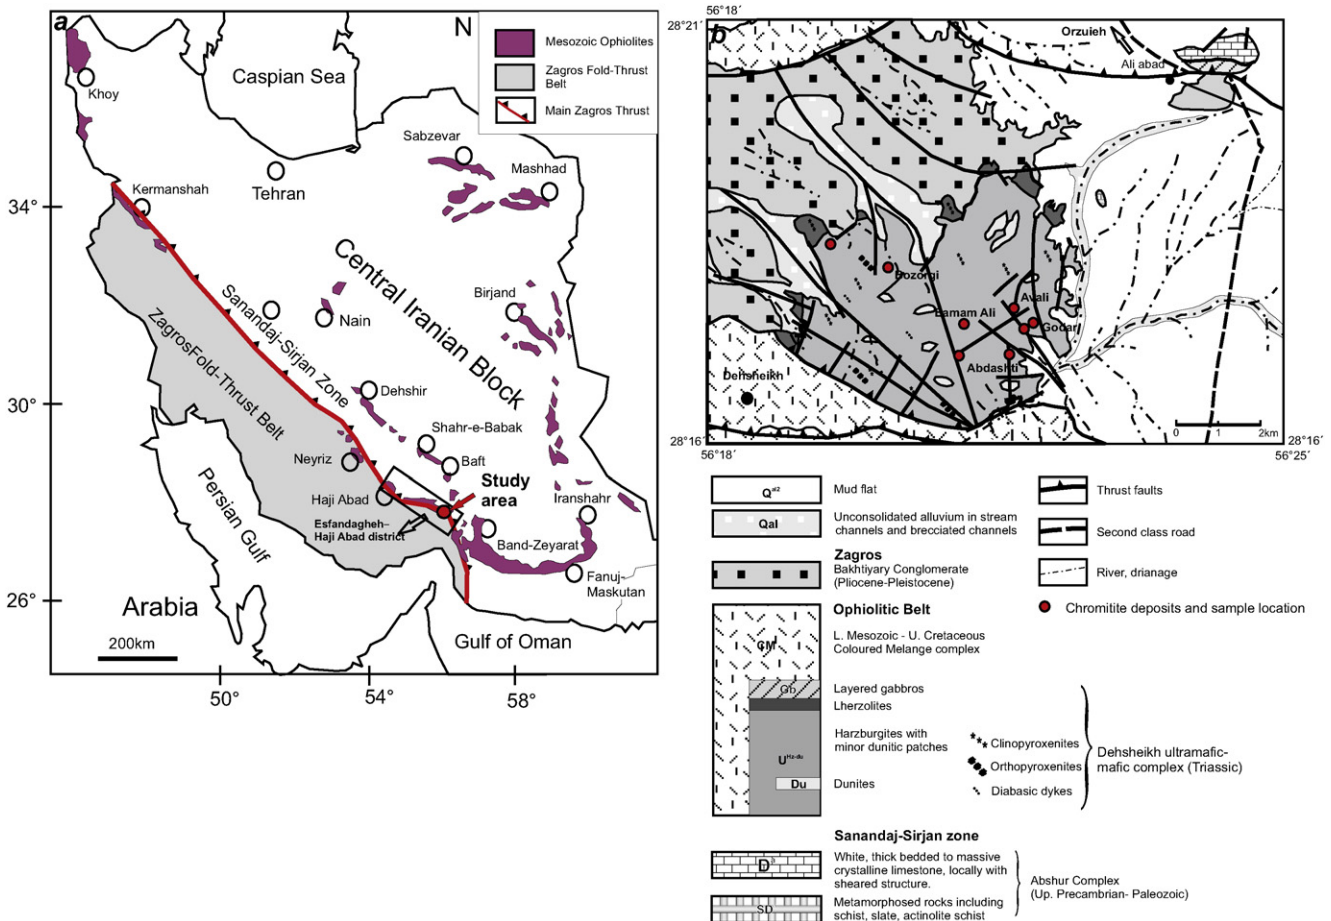 a
N
Mesozoic Ophiolites
Zagros Fold-Thrust
Belt
Main Zagros Thrust
Caspian Sea
Khoy
Sabzevar
Mashhad
Tehran
Kermanshah
34°
Central Iranian Block
Birjand
Sanandaj-Sirjan Zone
Nain
ZagrosFold-Thrust Belt
30°
Dehshir
Shahr-e-Babak
Neyriz
Baft
Study
area
Haji Abad
Iranshahr
Esfandagheh–
Haji Abad district
Band-Zeyarat
Persian Gulf
Fanuj-
Maskutan
26°
Arabia
200km
Gulf of Oman
50°
54°
58°
56°18'
28°21'
b
Orzuieh
Ali abad
Bozorgi
Avali
Bamam Ali
Godar
Abdashti
Dehsheikh
0 1 2km
28°16'
56°18'
28°16'
56°25'
Q al2
Mud flat
Qal
Unconsolidated alluvium in stream
channels and brecciated channels
Zagros
Bakhtiyary Conglomerate
(Pliocene-Pleistocene)
Ophiolitic Belt
CM
L. Mesozoic - U. Cretaceous
Coloured Melange complex
Gb
Layered gabbros
Lherzolites
Harzburgites with
minor dunitic patches
U Hz-du
Du
Dunites
Clinopyroxenites
Orthopyroxenites
Diabasic dykes
Dehsheikh ultramafic-
mafic complex (Triassic)
Sanandaj-Sirjan zone
D
White, thick bedded to massive
crystalline limestone, locally with
sheared structure.
SD
Metamorphosed rocks including
schist, slate, actinolite schist
Abshur Complex
(Up. Precambrian- Paleozoic)
Thrust faults
Second class road
River, drianage
Chromitite deposits and sample location